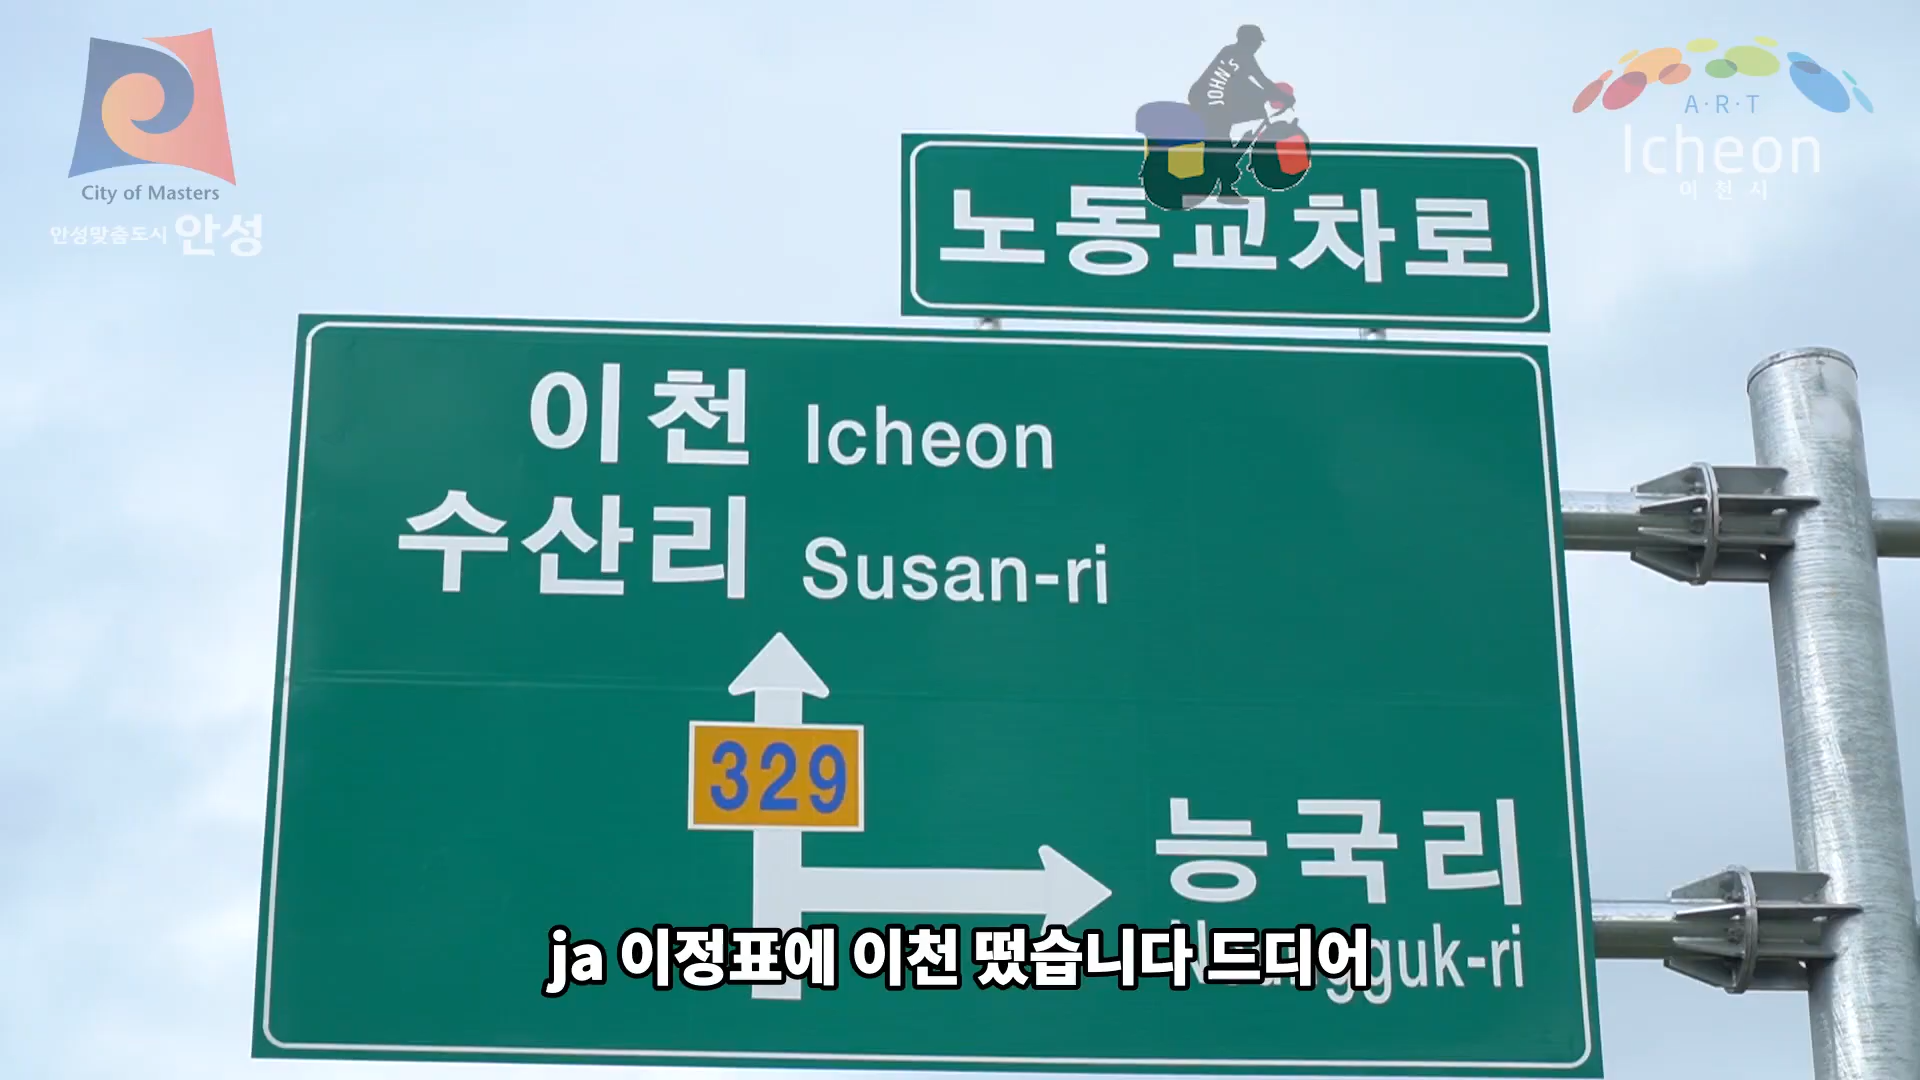 City of Masters
안성맞춤도시 안성
JOHN'S
A·R·T
Icheon
이천시
노동교차로
이천 Icheon
수산리 Susan-ri
329
능국리
ja 이정표에 이천 떴습니다 드디어